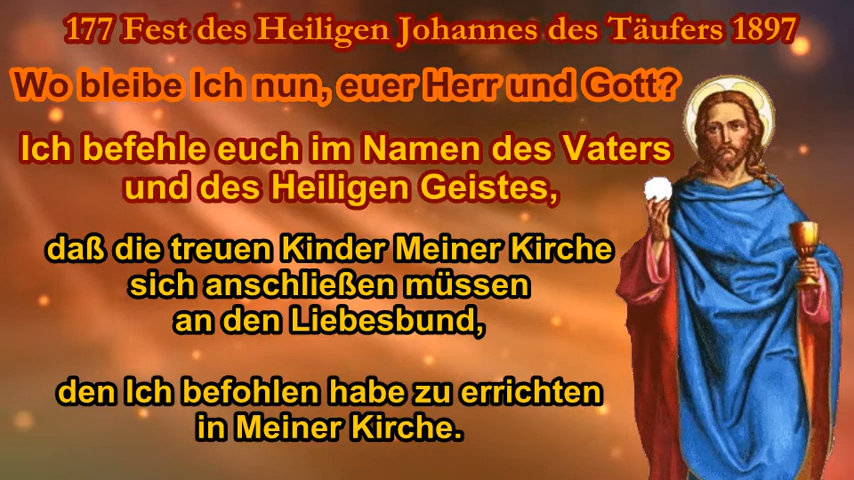 177 Fest des Heiligen Johannes des Täufers 1897
Wo bleibe Ich nun, euer Herr und Gott?
Ich befehle euch im Namen des Vaters
und des Heiligen Geistes,
daß die treuen Kinder Meiner Kirche
sich anschließen müssen
an den Liebesbund,
den Ich befohlen habe zu errichten
in Meiner Kirche.